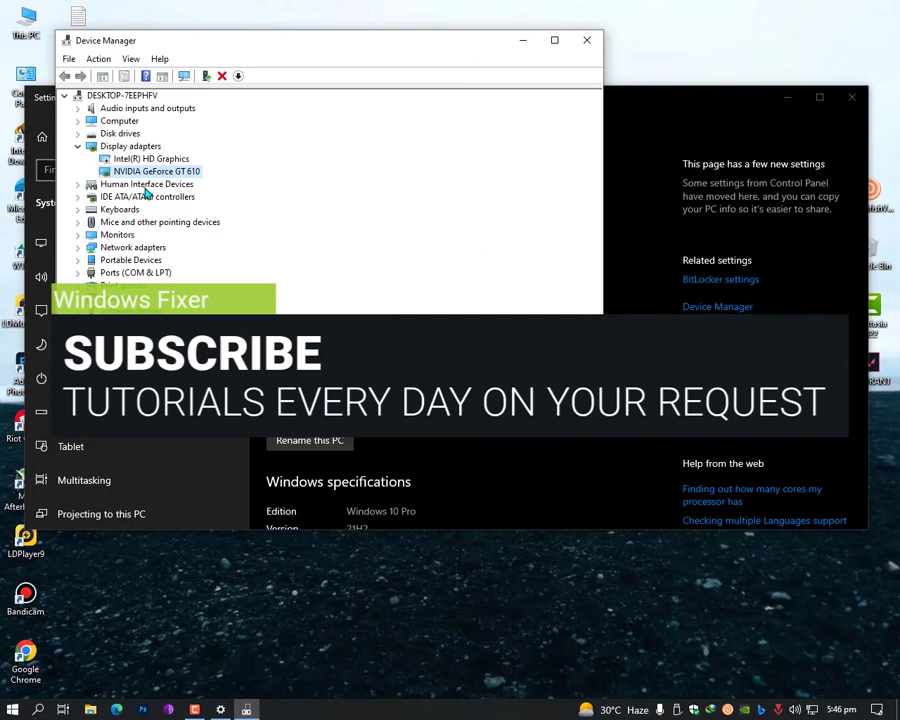 This PC
Device Manager
File
Action
View
Help
DESKTOP-7EEPHFV
Audio inputs and outputs
Computer
Disk drives
Display adapters
Intel(R) HD Graphics
NVIDIA GeForce GT 610
Human Interface Devices
IDE ATA/ATAPI controllers
Keyboards
Mice and other pointing devices
Monitors
Network adapters
Portable Devices
Ports (COM & LPT)
Windows Fixer
SUBSCRIBE
TUTORIALS EVERY DAY ON YOUR REQUEST
This page has a few new settings
Some settings from Control Panel
have moved here, and you can copy
your PC info so it's easier to share.
Related settings
BitLocker settings
Device Manager
Rename this PC
Tablet
Multitasking
Projecting to this PC
Windows specifications
Edition
Windows 10 Pro
Version
21H2
Help from the web
Finding out how many cores my
processor has
Checking multiple Languages support
LDPlayer9
Bandicam
Google
Chrome
30°C Haze
5:46 pm